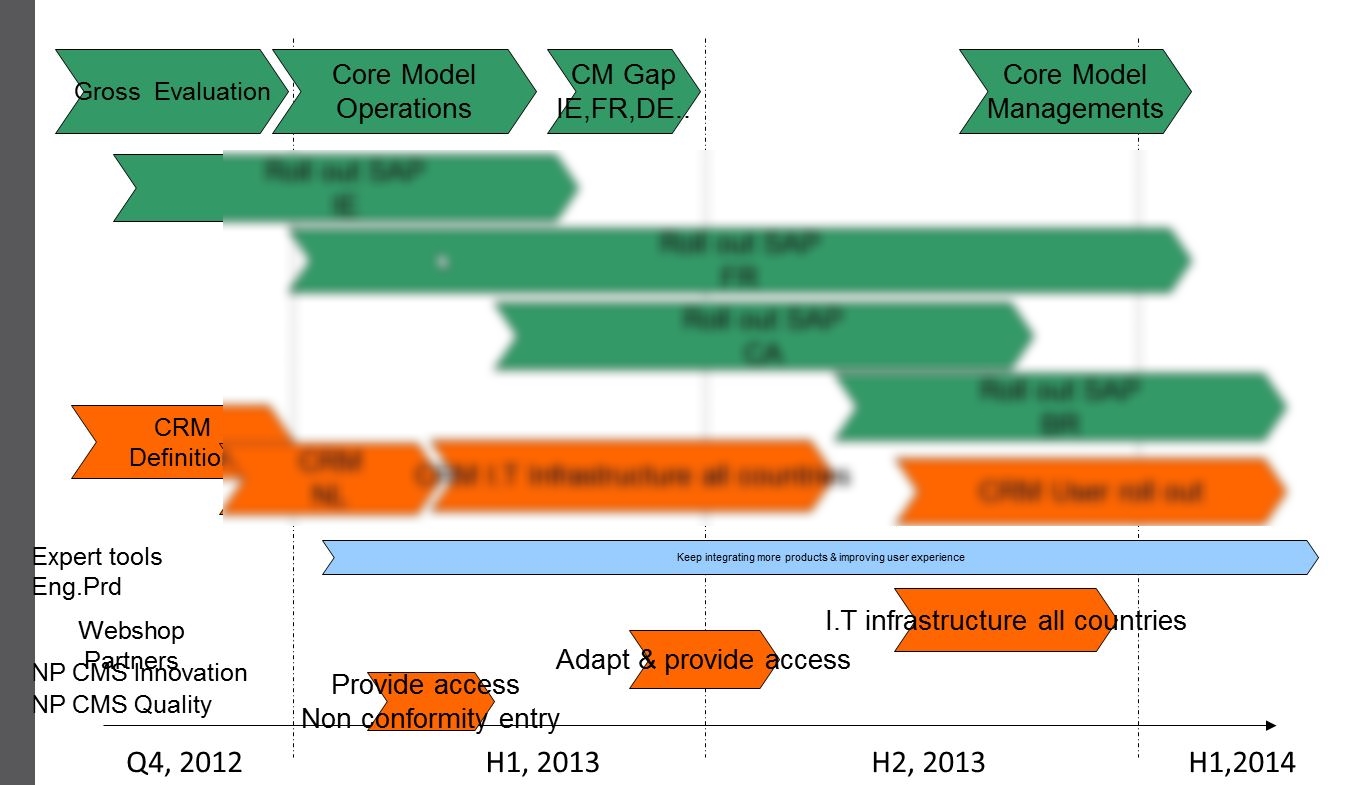 Gross Evaluation
Core Model
Operations
CM Gap
IE,FR,DE..
Core Model
Managements
Roll out SAP
IE
Roll out SAP
FR
Roll out SAP
CA
Roll out SAP
BR
CRM
Definition
CRM
NL
CRM I.T Infrastructure all countries
CRM User roll out
Expert tools
Eng.Prd
Keep integrating more products & improving user experience
I.T infrastructure all countries
Webshop
Partners
Adapt & provide access
NP CMS Innovation
NP CMS Quality
Provide access
Non conformity entry
Q4, 2012
H1, 2013
H2, 2013
H1,2014